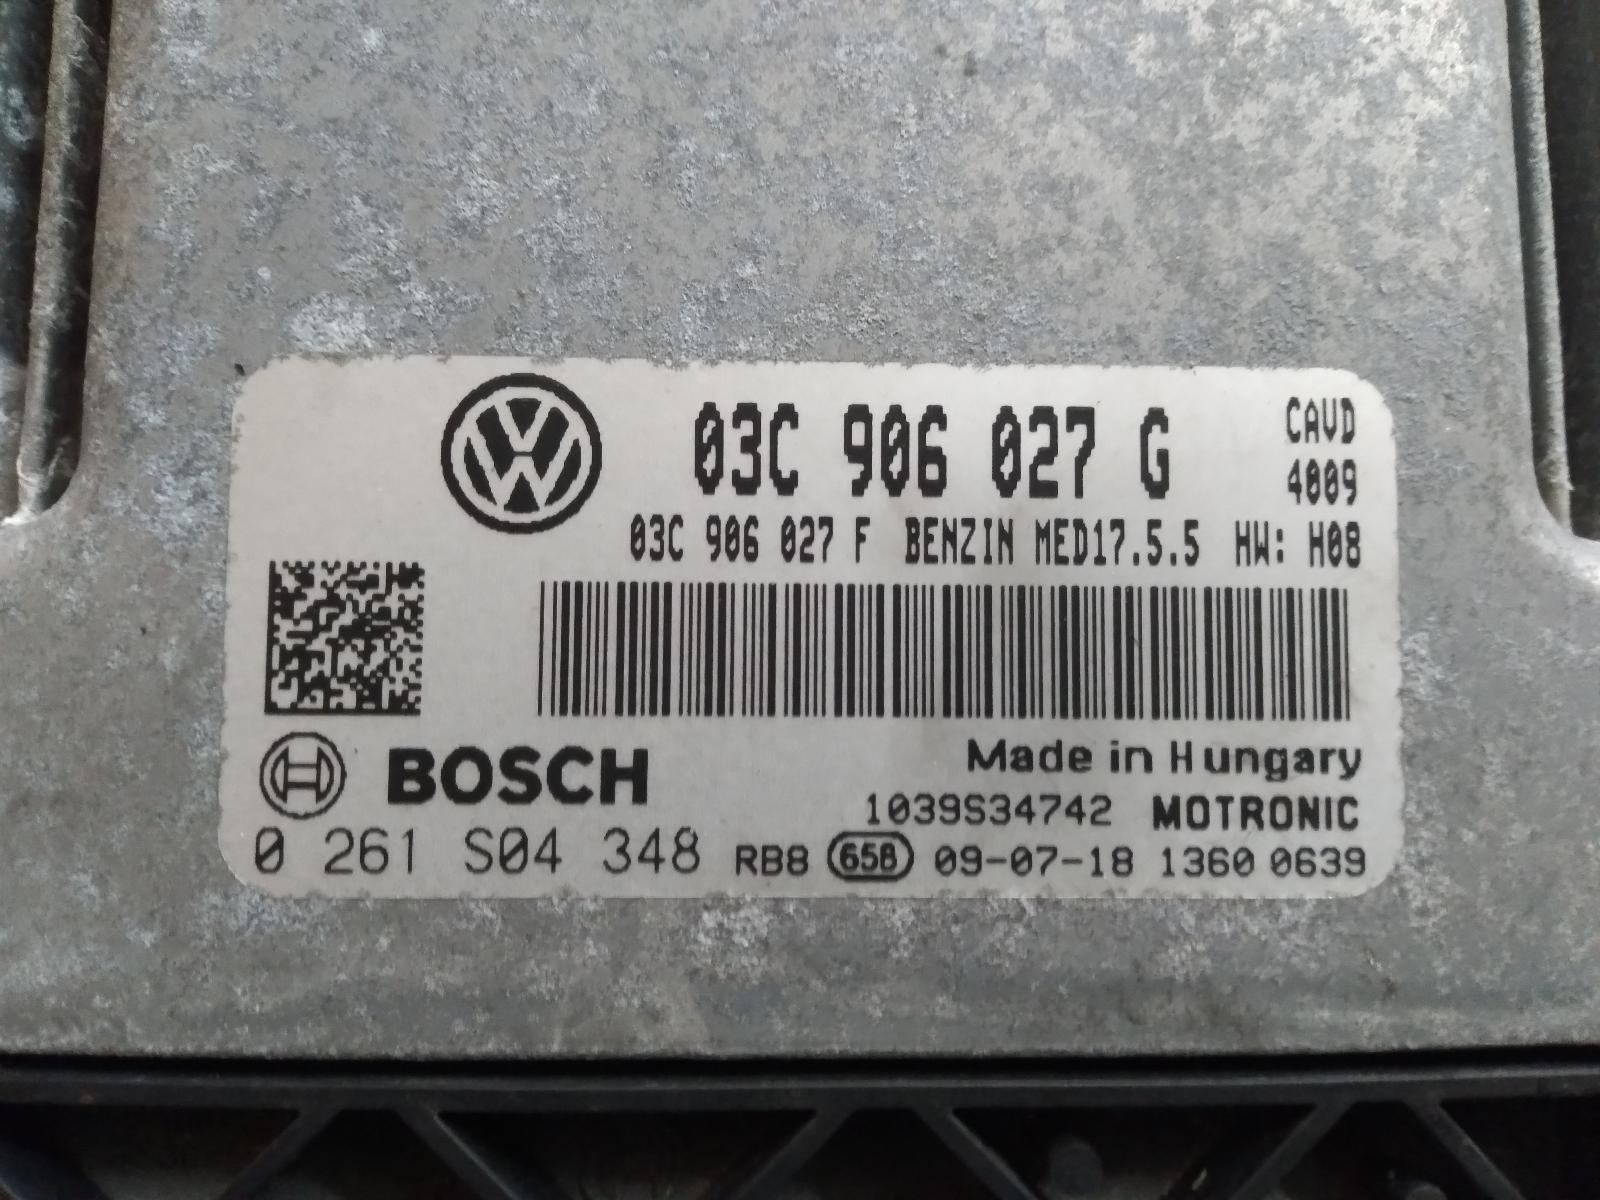 03C 906 027 G
CAVD
4009
03C 906 027 F BENZIN MED17.5.5 HW: H08
BOSCH
Made in Hungary
1039S34742 MOTRONIC
0 261 S04 348 RB8 65B 09-07-18 1360 0639